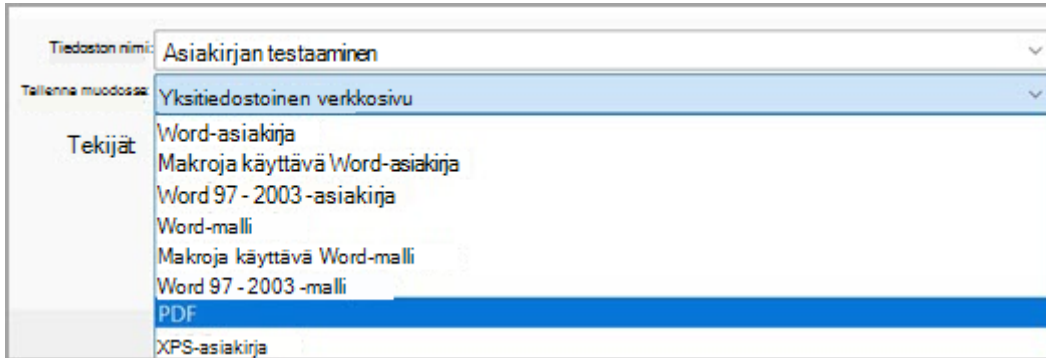 Tiedoston nimi: Asiakirjan testaaminen
Tallenna muodossa: Yksitiedostoinen verkkosivu
Tekijät
Word-asiakirja
Makroja käyttävä Word-asiakirja
Word 97 - 2003 -asiakirja
Word-malli
Makroja käyttävä Word-malli
Word 97 - 2003 -malli
PDF
XPS-asiakirja